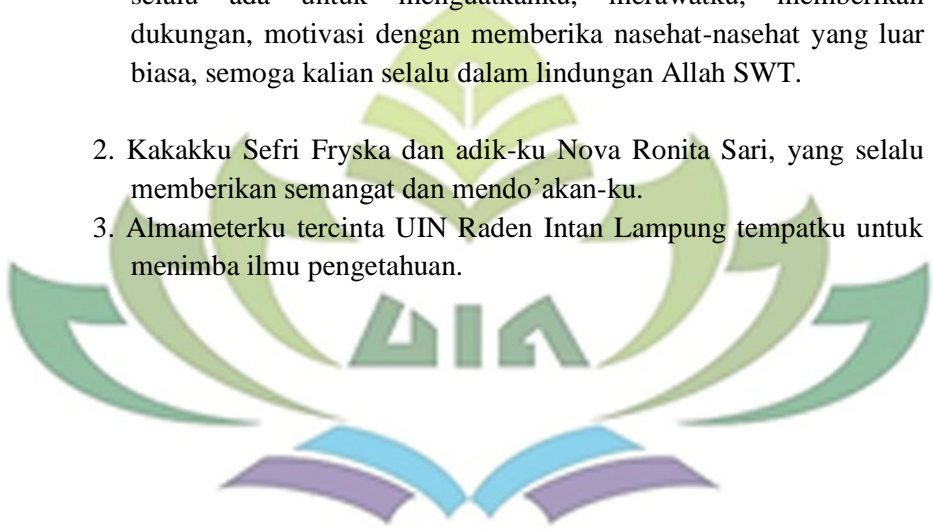 selalu ada untuk menguatkanku, merawatku, memberikan
dukungan, motivasi dengan memberika nasehat-nasehat yang luar
biasa, semoga kalian selalu dalam lindungan Allah SWT.
2. Kakakku Sefri Fryska dan adik-ku Nova Ronita Sari, yang selalu
memberikan semangat dan mendo’akan-ku.
3. Almameterku tercinta UIN Raden Intan Lampung tempatku untuk
menimba ilmu pengetahuan.
UIN